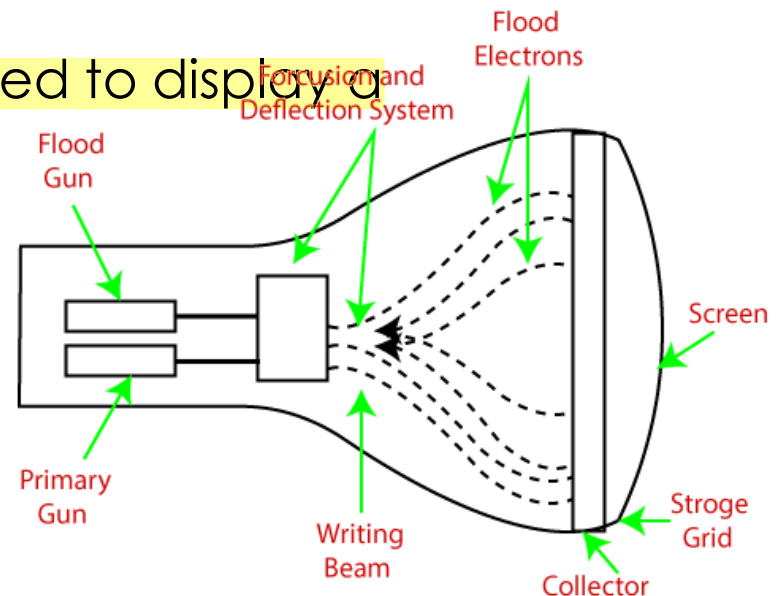 Flood
Electrons
ed to display a
Forcusion and
Deflection System
Flood
Gun
Screen
Primary
Gun
Stroge
Grid
Writing
Beam
Collector